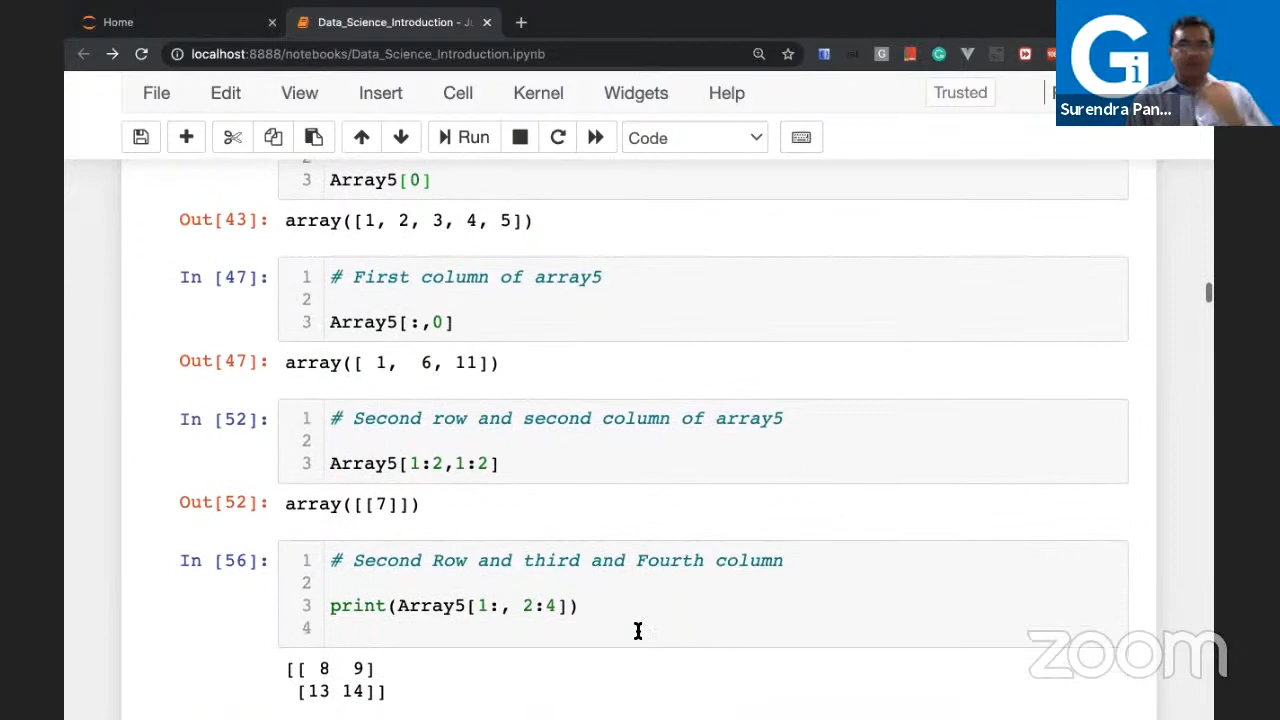 Home
Data_Science_Introduction - Ju
localhost:8888/notebooks/Data_Science_Introduction.ipynb
Gi
Surendra Pan...
File Edit View Insert Cell Kernel Widgets Help Trusted
Run Code
3 Array5[0]
Out[43]: array([1, 2, 3, 4, 5])
In [47]: 1 # First column of array5
2
3 Array5[:,0]
Out[47]: array([ 1, 6, 11])
In [52]: 1 # Second row and second column of array5
2
3 Array5[1:2,1:2]
Out[52]: array([[7]])
In [56]: 1 # Second Row and third and Fourth column
2
3 print(Array5[1:, 2:4])
4
[[ 8 9]
[13 14]]
zoom